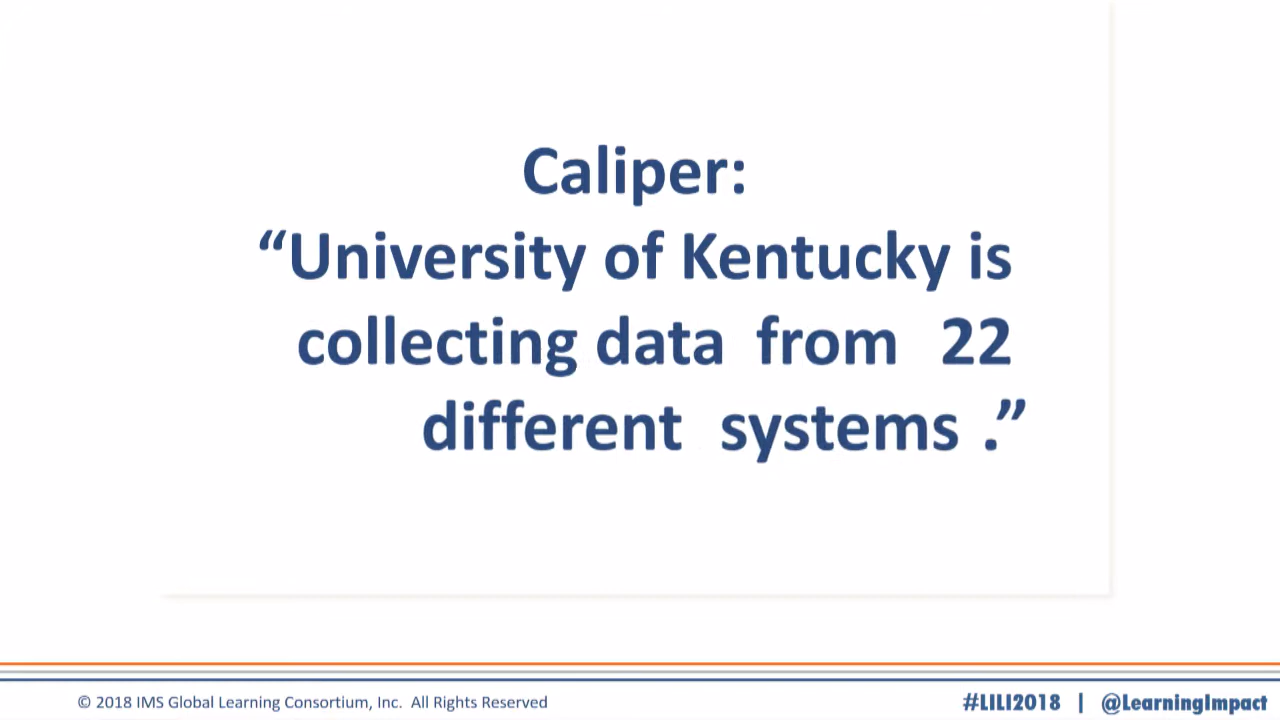 Caliper:
“University of Kentucky is
collecting data from 22
different systems .”
© 2018 IMS Global Learning Consortium, Inc. All Rights Reserved
#LILI2018 | @LearningImpact